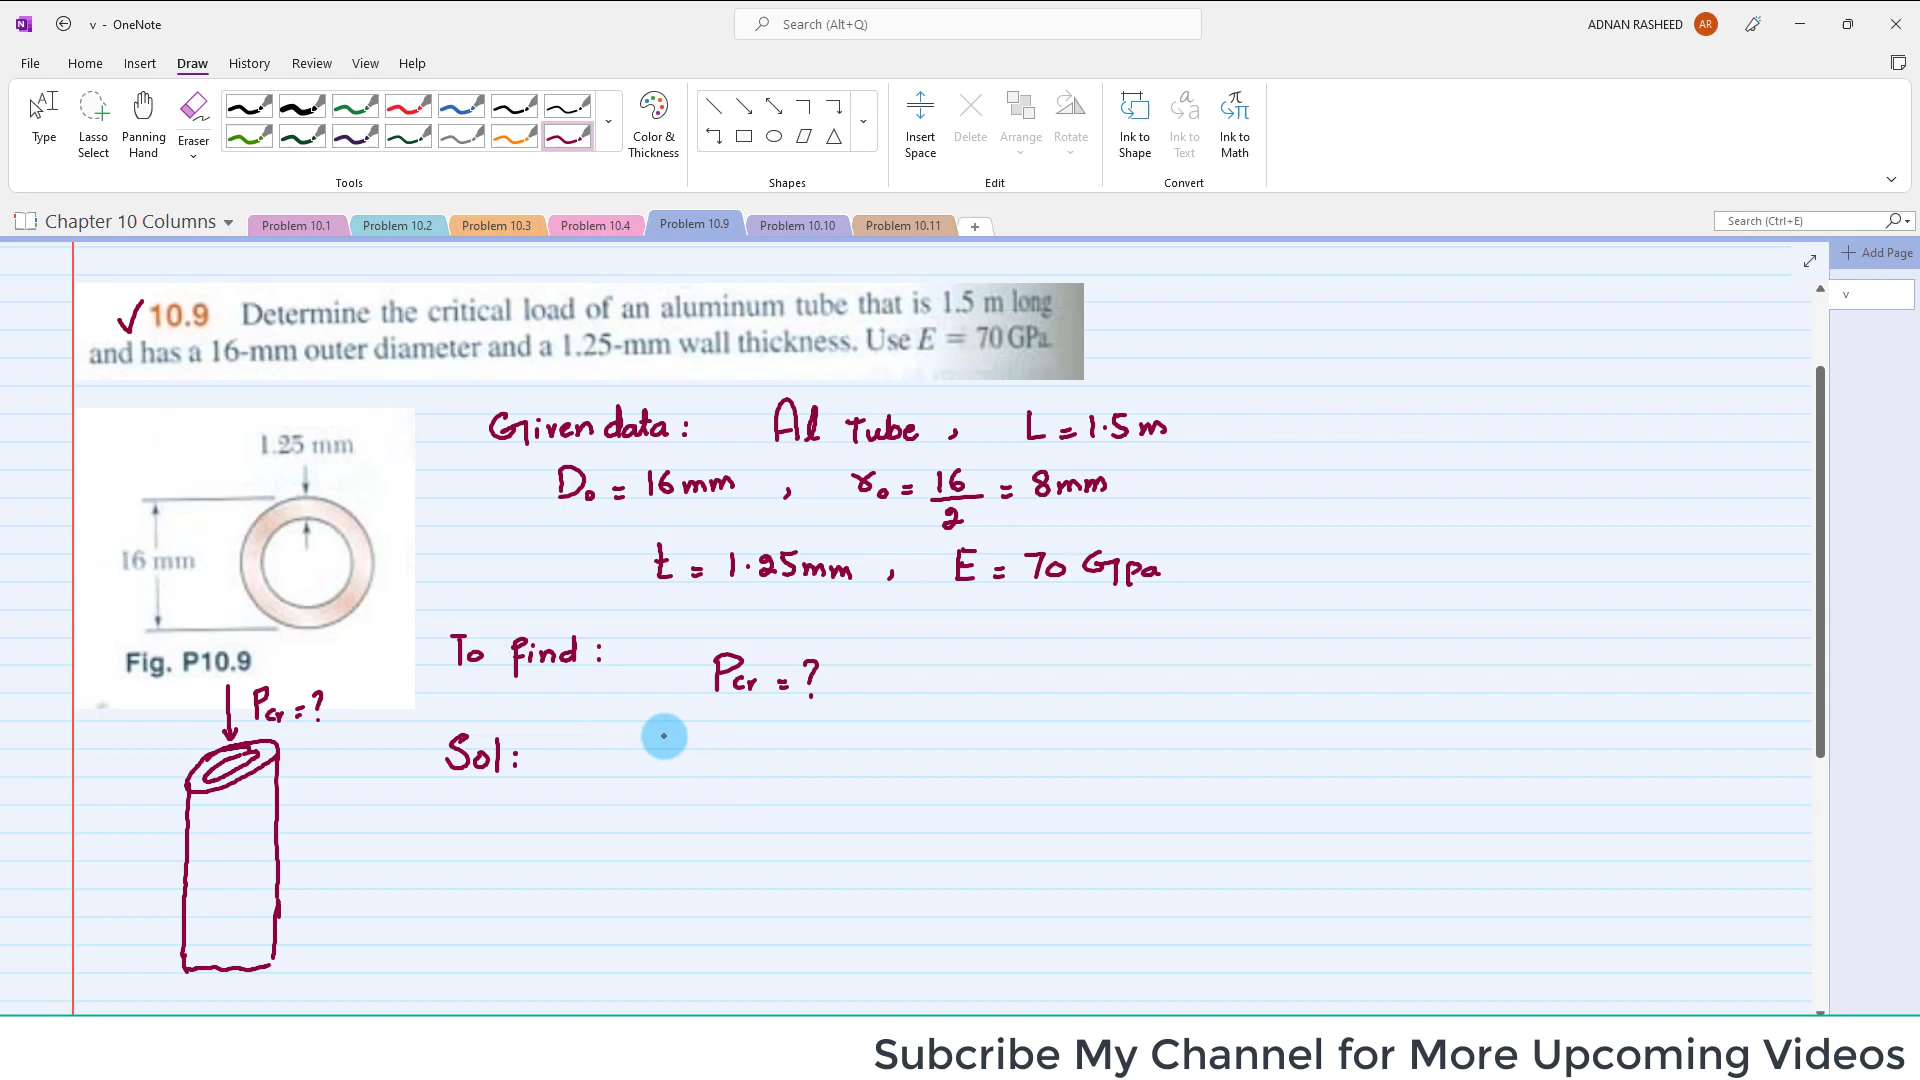 v - OneNote
Search (Alt+Q)
ADNAN RASHEED AR
File Home Insert Draw History Review View Help
Type
Lasso Select
Panning Hand
Eraser
Color & Thickness
Insert Space
Delete
Arrange
Rotate
Ink to Shape
Ink to Text
Ink to Math
Tools Shapes Edit Convert
Chapter 10 Columns
Problem 10.1 Problem 10.2 Problem 10.3 Problem 10.4 Problem 10.9 Problem 10.10 Problem 10.11 +
Search (Ctrl+E)
Add Page
v
✓ 10.9 Determine the critical load of an aluminum tube that is 1.5 m long
and has a 16-mm outer diameter and a 1.25-mm wall thickness. Use E = 70 GPa.
1.25 mm
16 mm
Fig. P10.9
Pcr = ?
Given data: Al Tube, L = 1.5 m
Do = 16 mm, ro = 16/2 = 8 mm
t = 1.25 mm, E = 70 Gpa
To find:
Pcr = ?
Sol:
Subcribe My Channel for More Upcoming Videos